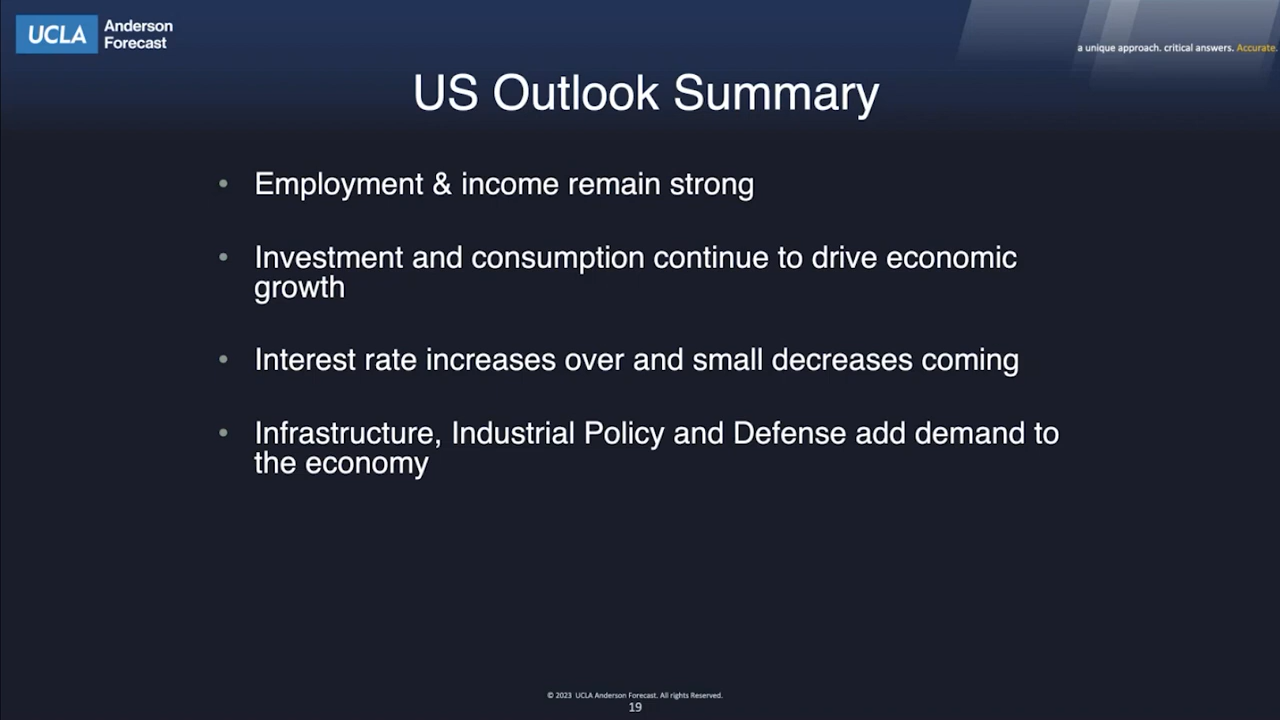 UCLA
Anderson
Forecast
a unique approach. critical answers. Accurate.
US Outlook Summary
• Employment & income remain strong
• Investment and consumption continue to drive economic
growth
• Interest rate increases over and small decreases coming
• Infrastructure, Industrial Policy and Defense add demand to
the economy
© 2023 UCLA Anderson Forecast. All rights Reserved.
19